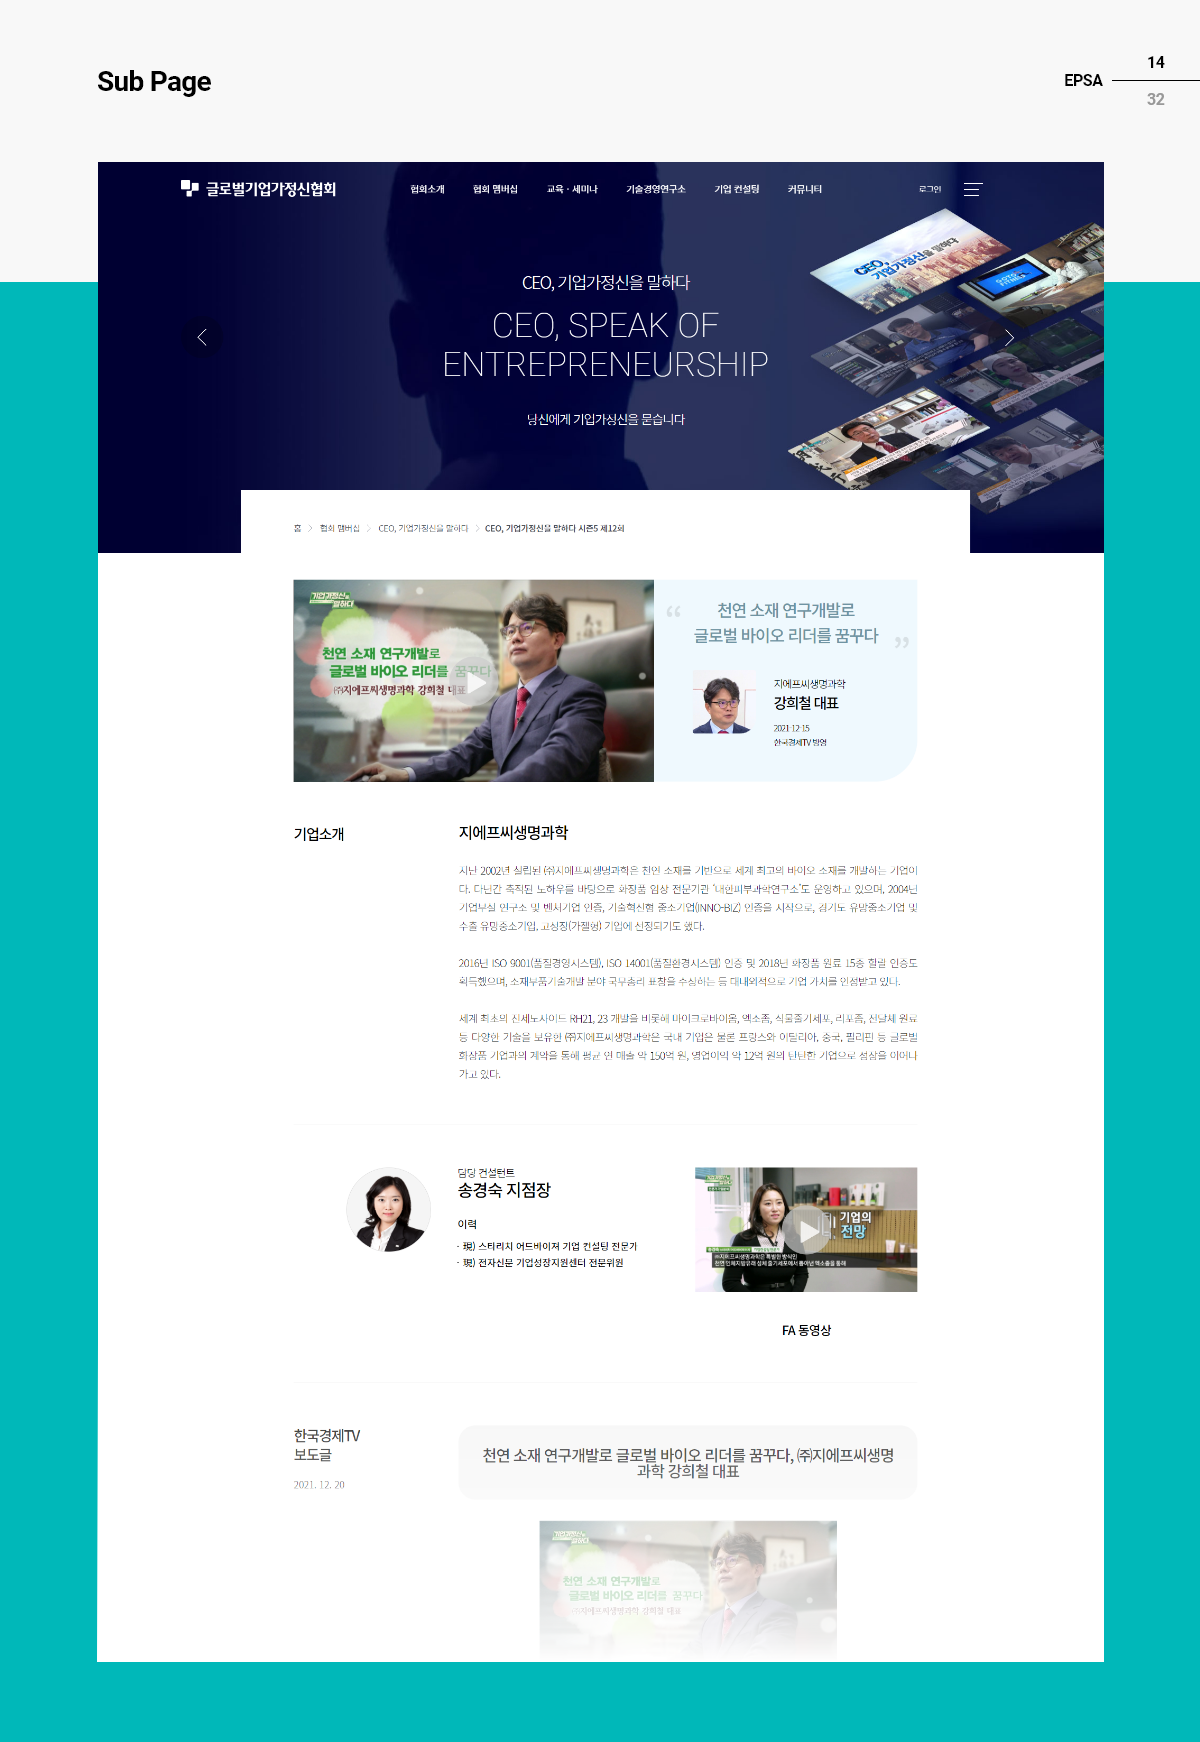 Sub Page
EPSA
14
32
글로벌기업가정신협회
협회소개
협회 멤버십
교육 · 세미나
기술경영연구소
기업 컨설팅
커뮤니티
로그인
CEO, 기업가정신을 말하다
CEO, SPEAK OF
ENTREPRENEURSHIP
당신에게 기업가정신을 묻습니다
CEO,
기업가정신을 말하다
홈 > 협회 멤버십 > CEO, 기업가정신을 말하다 > CEO, 기업가정신을 말하다 시즌5 제12회
기업가정신을
말하다
천연 소재 연구개발로
글로벌 바이오 리더를 꿈꾸다
㈜지에프씨생명과학 강희철 대표
“ 천연 소재 연구개발로
글로벌 바이오 리더를 꿈꾸다 ”
지에프씨생명과학
강희철 대표
2021-12-15
한국경제TV 방영
기업소개
지에프씨생명과학
지난 2002년 설립된 ㈜지에프씨생명과학은 천연 소재를 기반으로 세계 최고의 바이오 소재를 개발하는 기업이
다. 다년간 축적된 노하우를 바탕으로 화장품 임상 전문기관 '대한피부과학연구소'도 운영하고 있으며, 2004년
기업부설 연구소 및 벤처기업 인증, 기술혁신형 중소기업(INNO-BIZ) 인증을 시작으로, 경기도 유망중소기업 및
수출 유망중소기업, 고성장(가젤형) 기업에 선정되기도 했다.
2016년 ISO 9001(품질경영시스템), ISO 14001(품질환경시스템) 인증 및 2018년 화장품 원료 15종 할랄 인증도
획득했으며, 소재부품기술개발 분야 국무총리 표창을 수상하는 등 대내외적으로 기업 가치를 인정받고 있다.
세계 최초의 진세노사이드 RH21, 23 개발을 비롯해 마이크로바이옴, 엑소좀, 식물줄기세포, 리포좀, 전달체 원료
등 다양한 기술을 보유한 ㈜지에프씨생명과학은 국내 기업은 물론 프랑스와 이탈리아, 중국, 필리핀 등 글로벌
화장품 기업과의 계약을 통해 평균 연 매출 약 150억 원, 영업이익 약 12억 원의 탄탄한 기업으로 성장을 이어나
가고 있다.
담당 컨설턴트
송경숙 지점장
이력
· 現) 스타리치 어드바이져 기업 컨설팅 전문가
· 現) 전자신문 기업성장지원센터 전문위원
기업의
전망
㈜지에프씨생명과학은 특별한 방식인
FA 동영상
한국경제TV
보도글
2021. 12. 20
천연 소재 연구개발로 글로벌 바이오 리더를 꿈꾸다, ㈜지에프씨생명
과학 강희철 대표
기업가정신을
말하다
천연 소재 연구개발로
글로벌 바이오 리더를 꿈꾸다
㈜지에프씨생명과학 강희철 대표